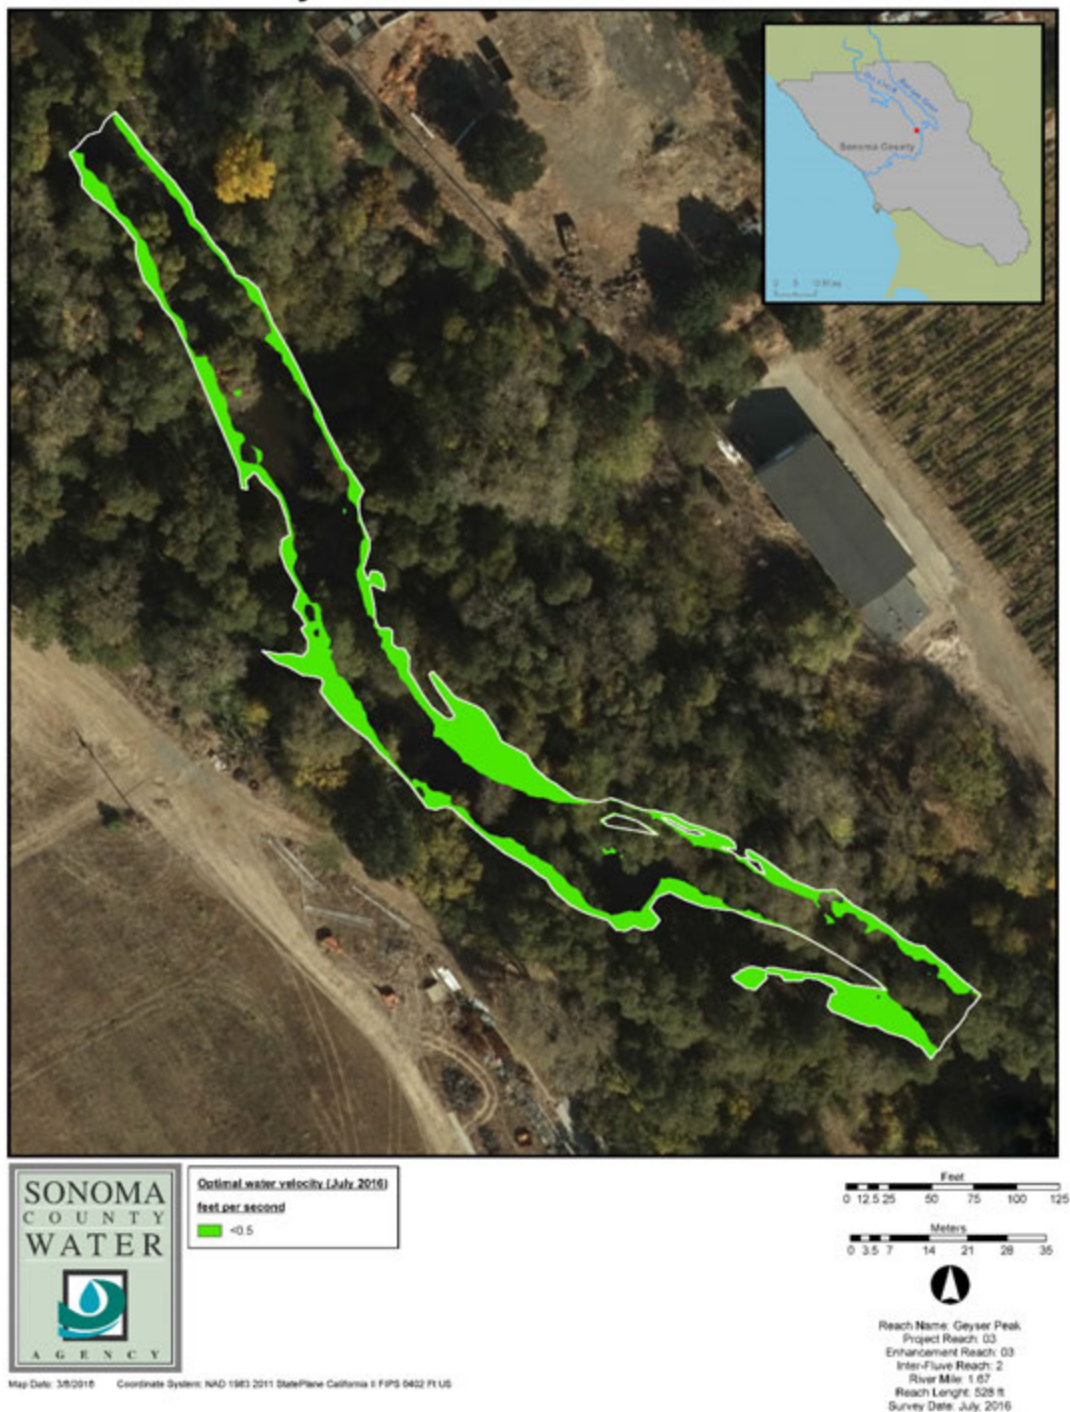 Sonoma County
SONOMA
COUNTY
WATER
AGENCY
Optimal water velocity (July 2016)
feet per second
<0.5
Feet
0 12.5 25 50 75 100 125
Meters
0 3.5 7 14 21 28 35
Reach Name: Geyser Peak
Project Reach: 03
Enhancement Reach: 03
Inter-Fluve Reach: 2
River Mile: 1.67
Reach Lenght: 528 ft
Survey Date: July, 2016
Map Date: Coordinate System: NAD 1983 2011 StatePlane California II FIPS 0402 Ft US